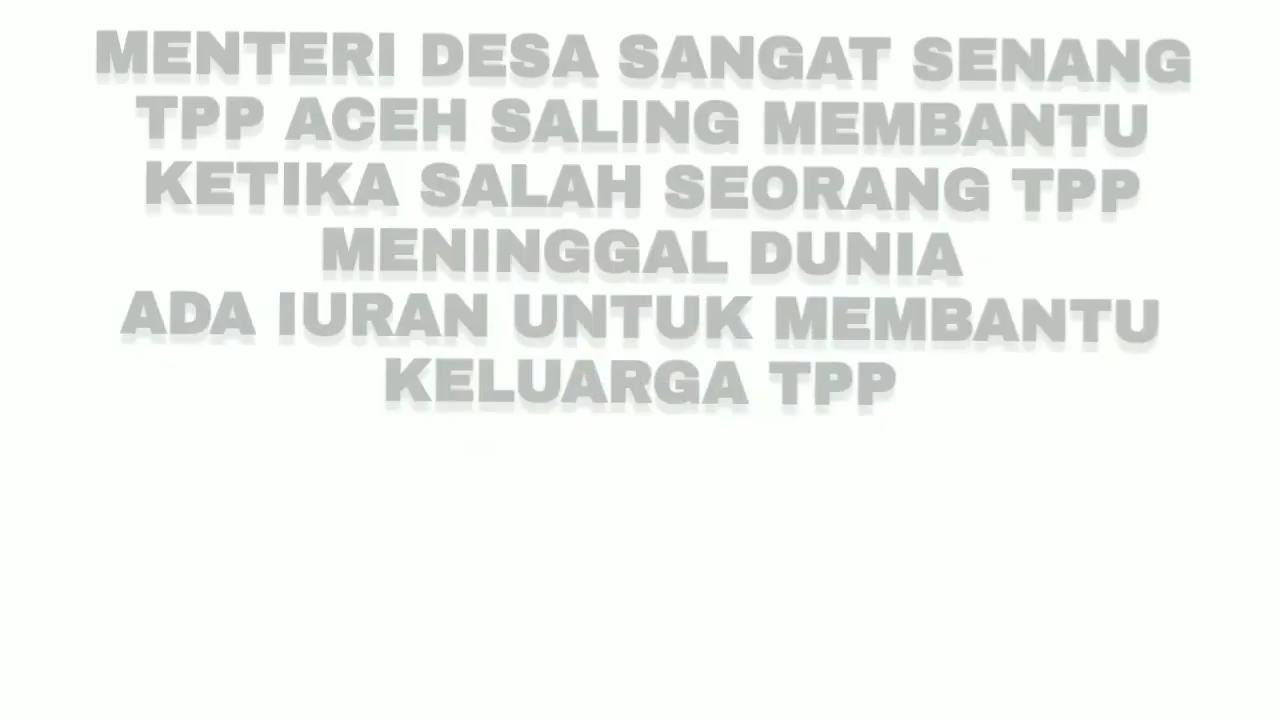 MENTERI DESA SANGAT SENANG
TPP ACEH SALING MEMBANTU
KETIKA SALAH SEORANG TPP
MENINGGAL DUNIA
ADA IURAN UNTUK MEMBANTU
KELUARGA TPP